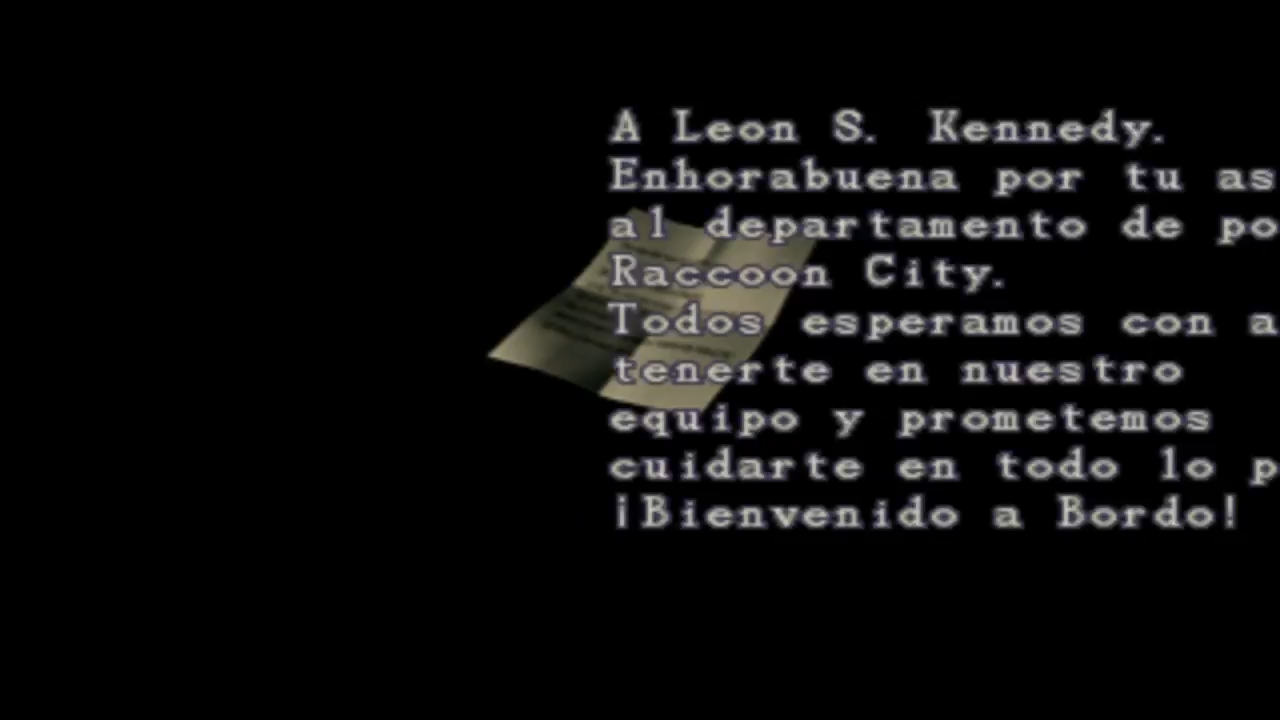 A Leon S. Kennedy.
Enhorabuena por tu as
al departamento de po
Raccoon City.
Todos esperamos con a
tenerte en nuestro
equipo y prometemos
cuidarte en todo lo p
¡Bienvenido a Bordo!